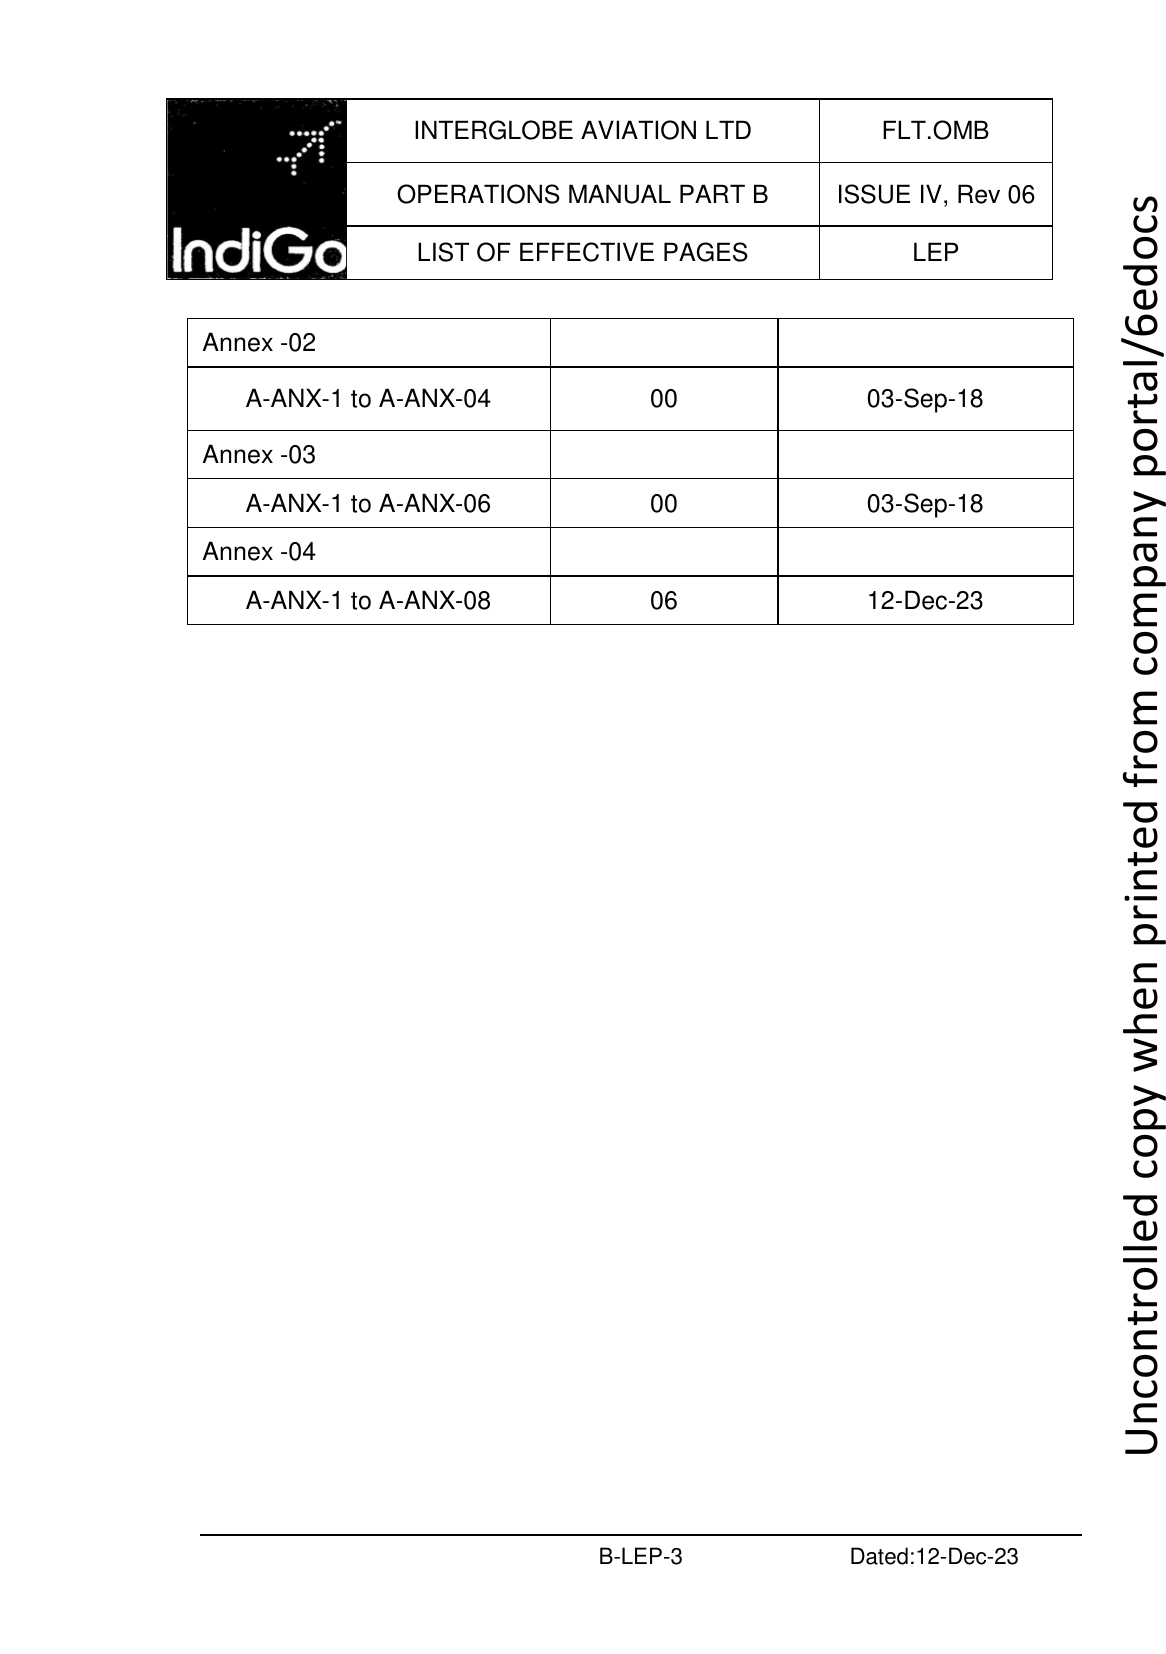 IndiGo
INTERGLOBE AVIATION LTD FLT.OMB
OPERATIONS MANUAL PART B ISSUE IV, Rev 06
LIST OF EFFECTIVE PAGES LEP
Annex -02
A-ANX-1 to A-ANX-04 00 03-Sep-18
Annex -03
A-ANX-1 to A-ANX-06 00 03-Sep-18
Annex -04
A-ANX-1 to A-ANX-08 06 12-Dec-23
B-LEP-3 Dated:12-Dec-23
Uncontrolled copy when printed from company portal/6edocs